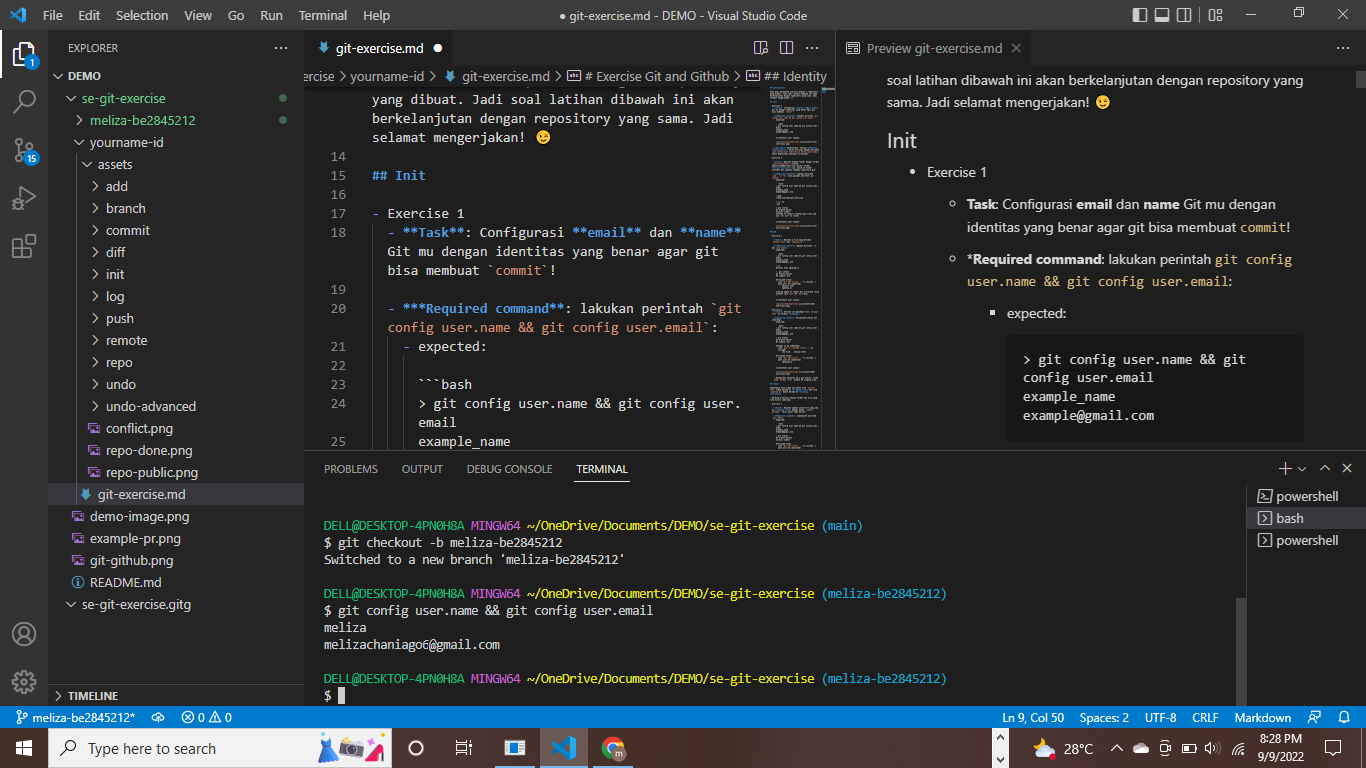 File Edit Selection View Go Run Terminal Help
● git-exercise.md - DEMO - Visual Studio Code
EXPLORER
DEMO
se-git-exercise
meliza-be2845212
yourname-id
assets
add
branch
commit
diff
init
log
push
remote
repo
undo
undo-advanced
conflict.png
repo-done.png
repo-public.png
git-exercise.md
demo-image.png
example-pr.png
git-github.png
README.md
se-git-exercise.gitg
TIMELINE
1
15
git-exercise.md
ercise > yourname-id > git-exercise.md > # Exercise Git and Github > ## Identity
yang dibuat. Jadi soal latihan dibawah ini akan
berkelanjutan dengan repository yang sama. Jadi
selamat mengerjakan! 😉
14
15 ## Init
16
17 - Exercise 1
18 - **Task**: Configurasi **email** dan **name**
Git mu dengan identitas yang benar agar git
bisa membuat `commit`!
19
20 - ***Required command**: lakukan perintah `git
config user.name && git config user.email`:
21 - expected:
22
23 ```bash
24 > git config user.name && git config user.
email
25 example_name
Preview git-exercise.md
soal latihan dibawah ini akan berkelanjutan dengan repository yang
sama. Jadi selamat mengerjakan! 😉
Init
Exercise 1
Task: Configurasi email dan name Git mu dengan
identitas yang benar agar git bisa membuat commit!
*Required command: lakukan perintah git config
user.name && git config user.email:
expected:
> git config user.name && git
config user.email
example_name
example@gmail.com
PROBLEMS OUTPUT DEBUG CONSOLE TERMINAL
DELL@DESKTOP-4PN0H8A MINGW64 ~/OneDrive/Documents/DEMO/se-git-exercise (main)
$ git checkout -b meliza-be2845212
Switched to a new branch 'meliza-be2845212'
DELL@DESKTOP-4PN0H8A MINGW64 ~/OneDrive/Documents/DEMO/se-git-exercise (meliza-be2845212)
$ git config user.name && git config user.email
meliza
melizachaniago6@gmail.com
DELL@DESKTOP-4PN0H8A MINGW64 ~/OneDrive/Documents/DEMO/se-git-exercise (meliza-be2845212)
$
powershell
bash
powershell
meliza-be2845212* 0 0
Ln 9, Col 50 Spaces: 2 UTF-8 CRLF Markdown
Type here to search
28°C
8:28 PM
9/9/2022